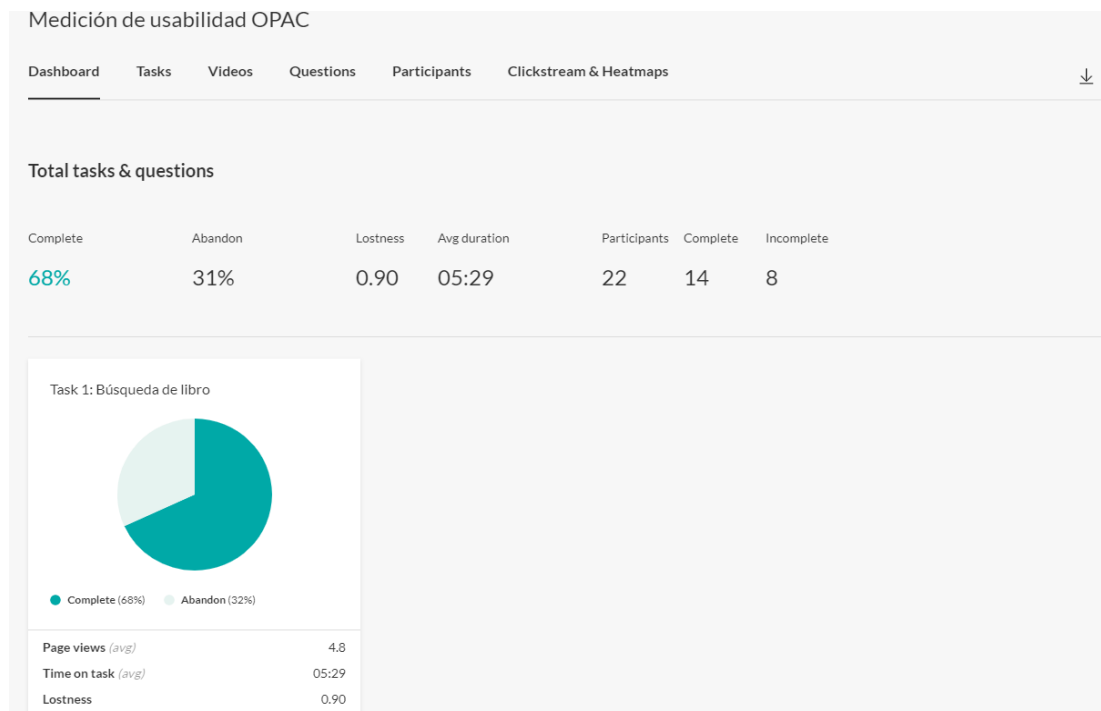 Medición de usabilidad OPAC
Dashboard Tasks Videos Questions Participants Clickstream & Heatmaps
Total tasks & questions
Complete Abandon Lostness Avg duration Participants Complete Incomplete
68% 31% 0.90 05:29 22 14 8
Task 1: Búsqueda de libro
Complete (68%) Abandon (32%)
Page views (avg) 4.8
Time on task (avg) 05:29
Lostness 0.90